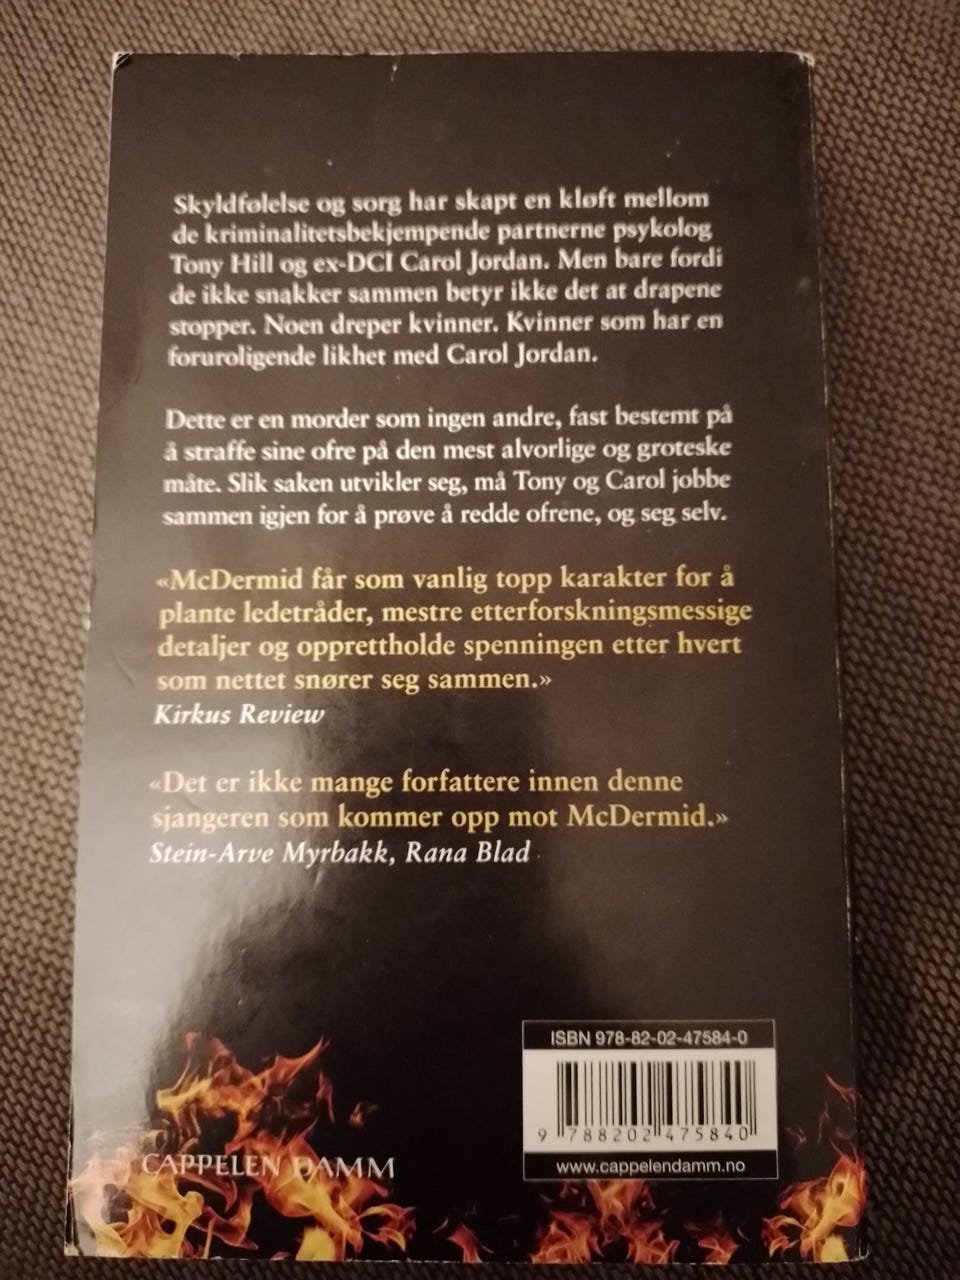 Skyldfølelse og sorg har skapt en kløft mellom
de kriminalitetsbekjempende partnerne psykolog
Tony Hill og ex-DCI Carol Jordan. Men bare fordi
de ikke snakker sammen betyr ikke det at drapene
stopper. Noen dreper kvinner. Kvinner som har en
foruroligende likhet med Carol Jordan.
Dette er en morder som ingen andre, fast bestemt på
å straffe sine ofre på den mest alvorlige og groteske
måte. Slik saken utvikler seg, må Tony og Carol jobbe
sammen igjen for å prøve å redde ofrene, og seg selv.
«McDermid får som vanlig topp karakter for å
plante ledetråder, mestre etterforskningsmessige
detaljer og opprettholde spenningen etter hvert
som nettet snører seg sammen.»
Kirkus Review
«Det er ikke mange forfattere innen denne
sjangeren som kommer opp mot McDermid.»
Stein-Arve Myrbakk, Rana Blad
ISBN 978-82-02-47584-0
9 788202 475840
www.cappelendamm.no
CAPPELEN DAMM